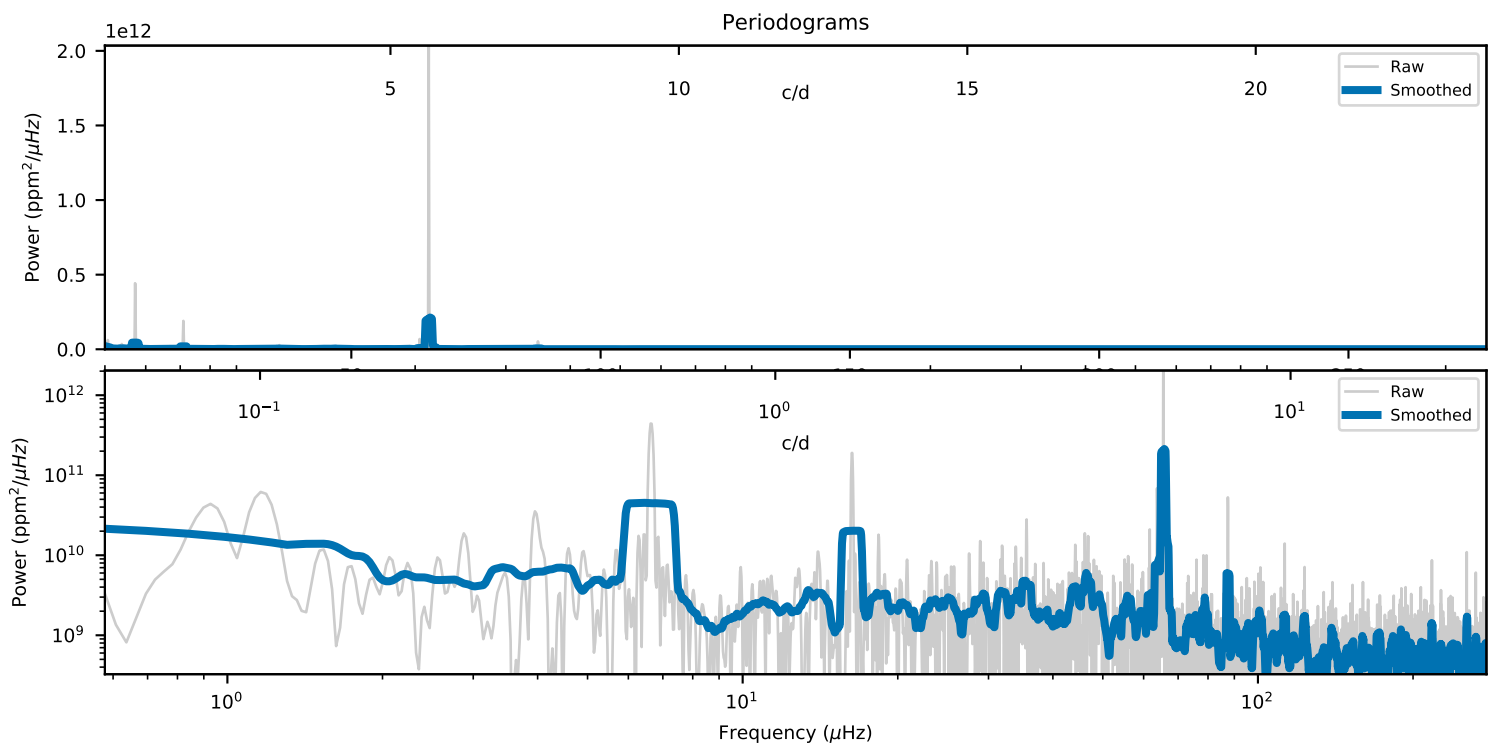 Periodograms
1e12
2.0
1.5
1.0
0.5
0.0
Power (ppm²/μHz)
5
10
15
20
c/d
Raw
Smoothed
10¹²
10¹¹
10¹⁰
10⁹
Power (ppm²/μHz)
10⁻¹
10⁰
10¹
c/d
Raw
Smoothed
10⁰
10¹
10²
Frequency (μHz)